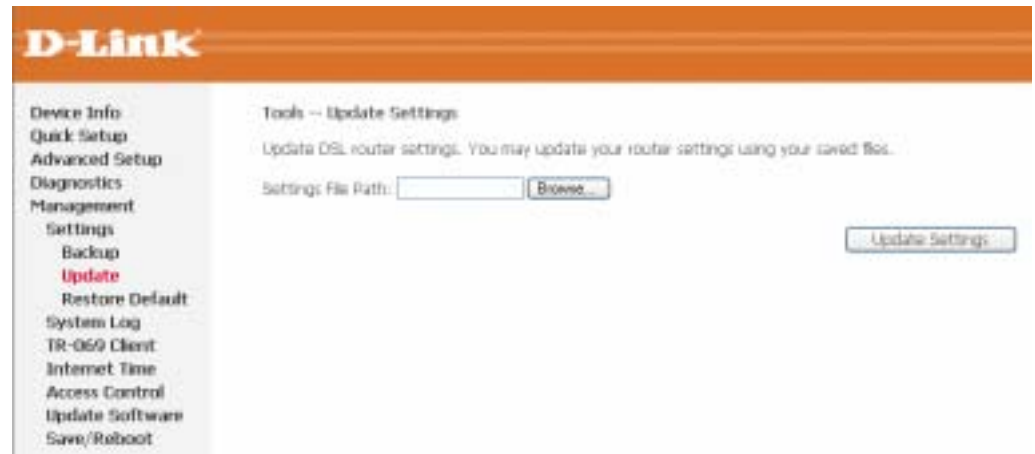 D-Link
Device Info
Quick Setup
Advanced Setup
Diagnostics
Management
Settings
Backup
Update
Restore Default
System Log
TR-069 Client
Internet Time
Access Control
Update Software
Save/Reboot
Tools -- Update Settings
Update DSL router settings. You may update your router settings using your saved files.
Settings File Path: Browse...
Update Settings